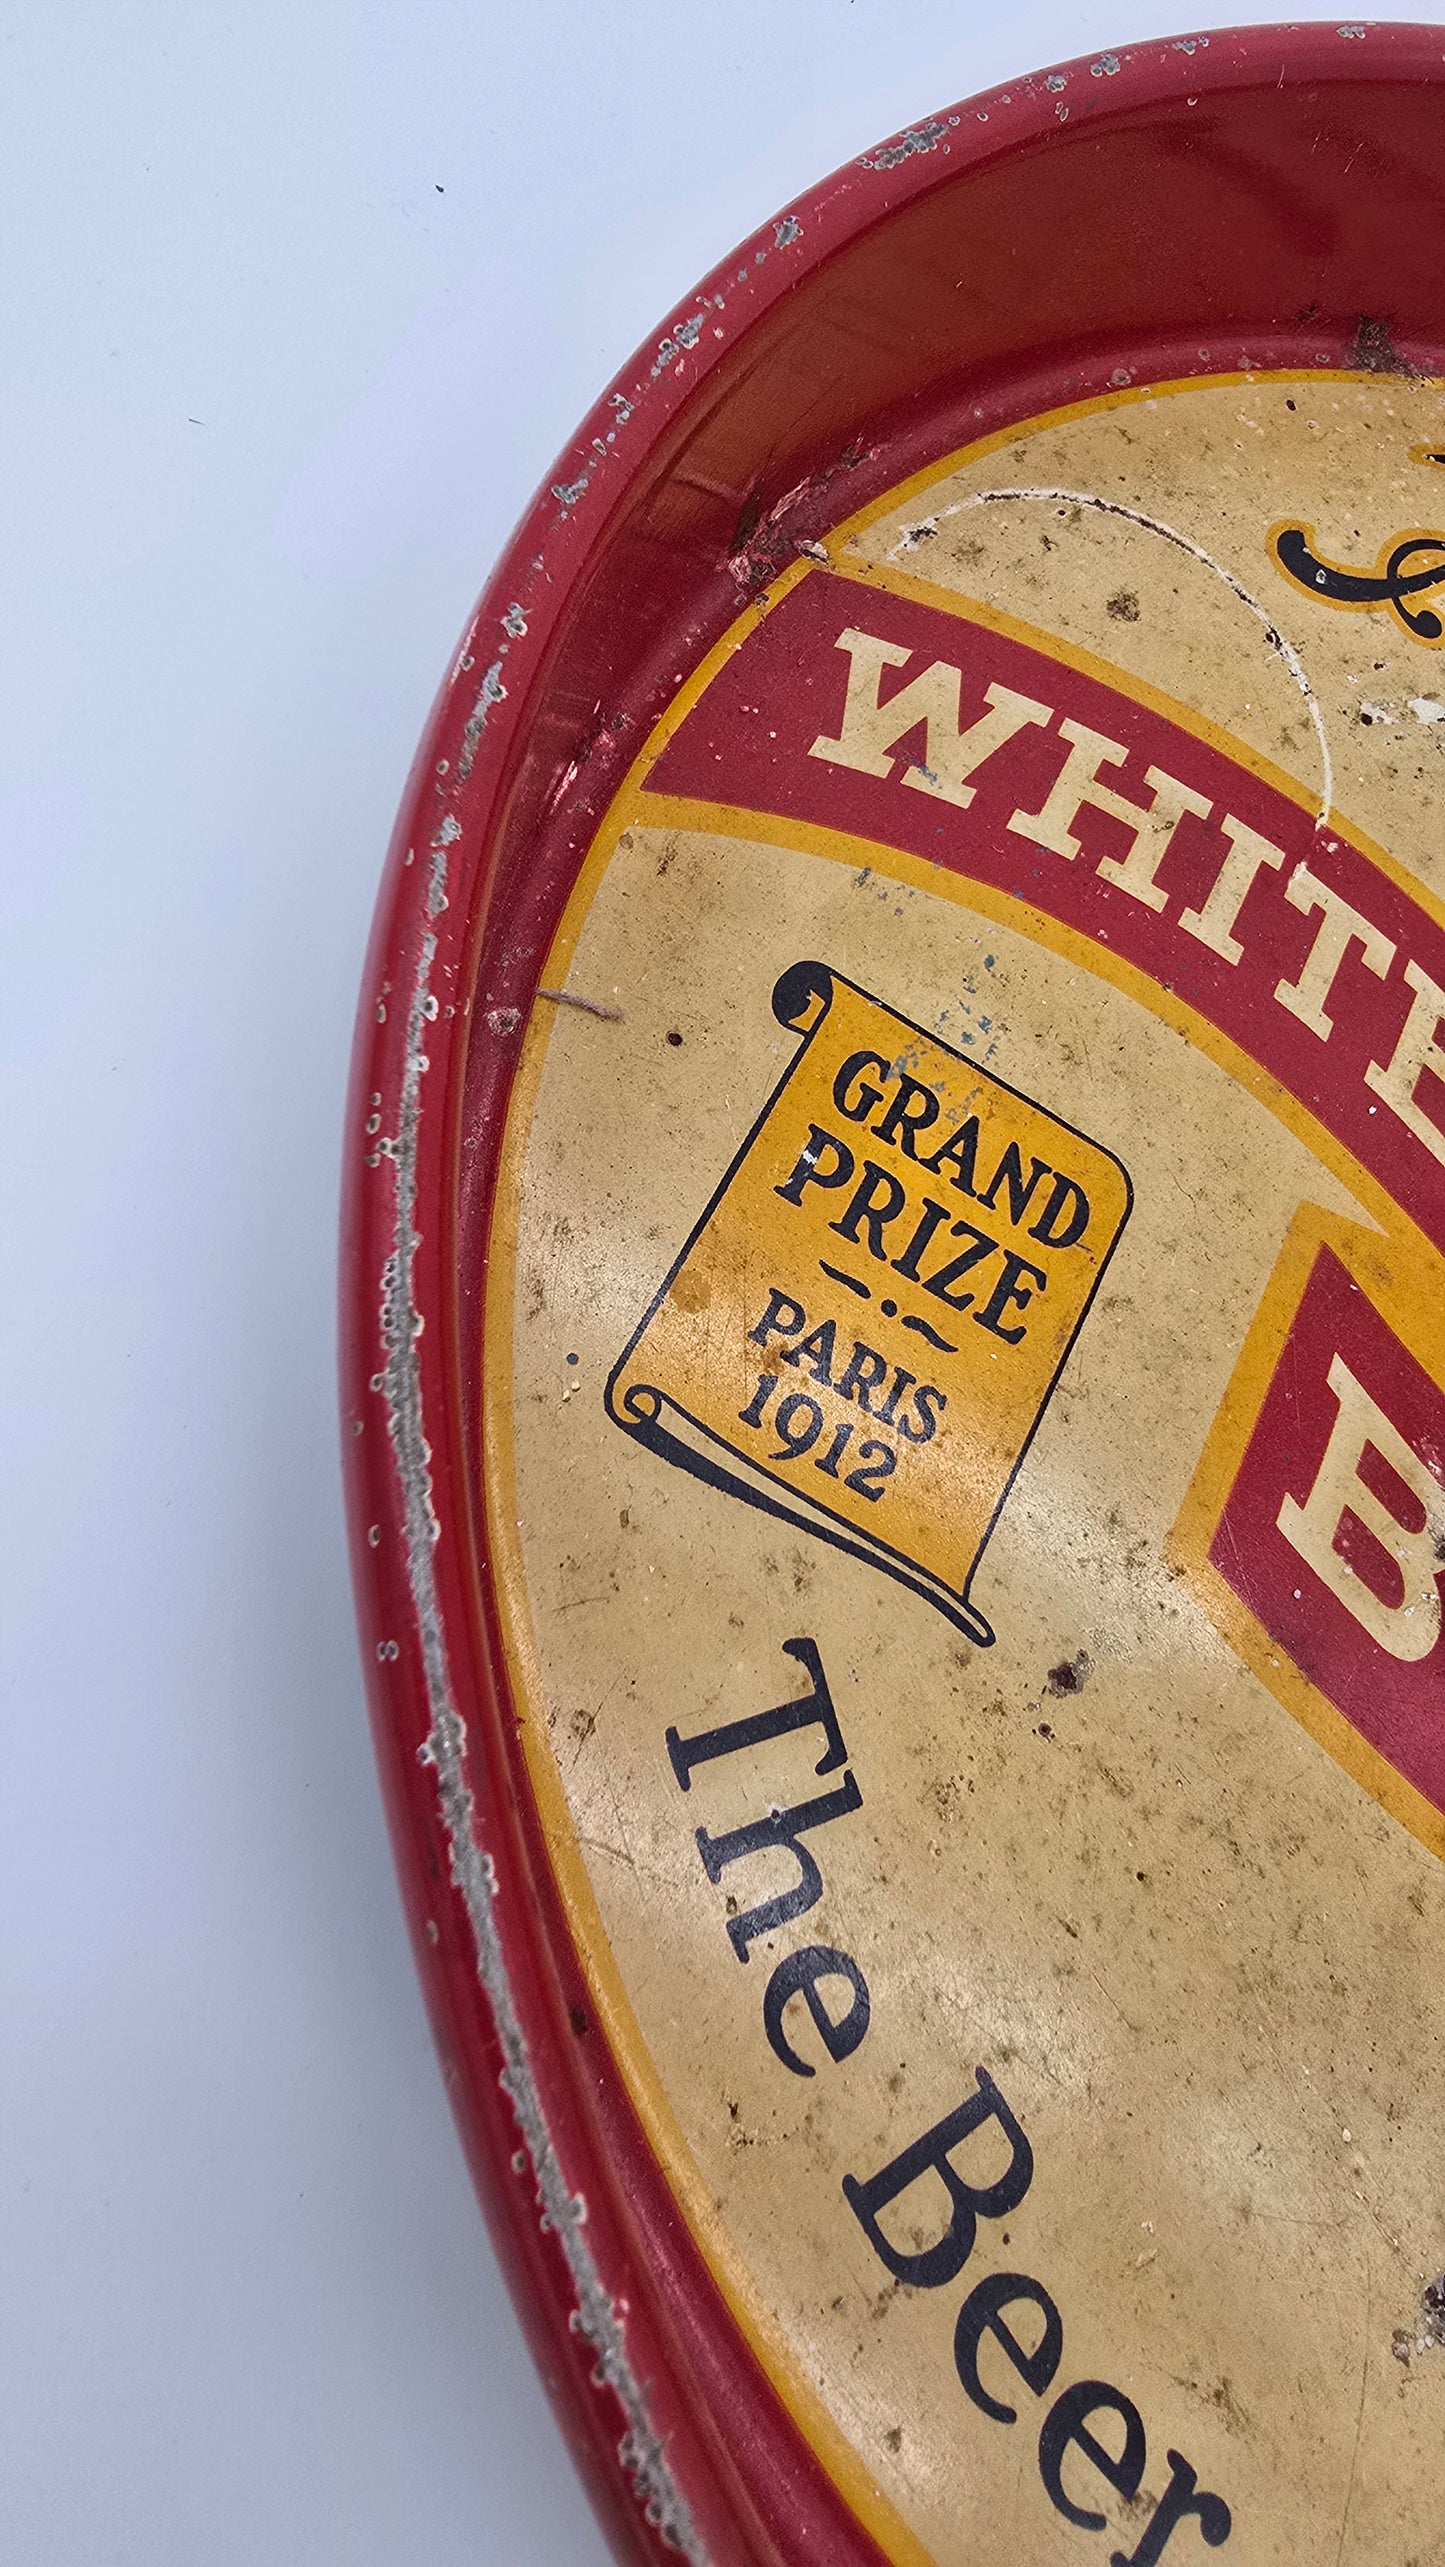 WHITE
GRAND
PRIZE
PARIS
1912
B
The Beer